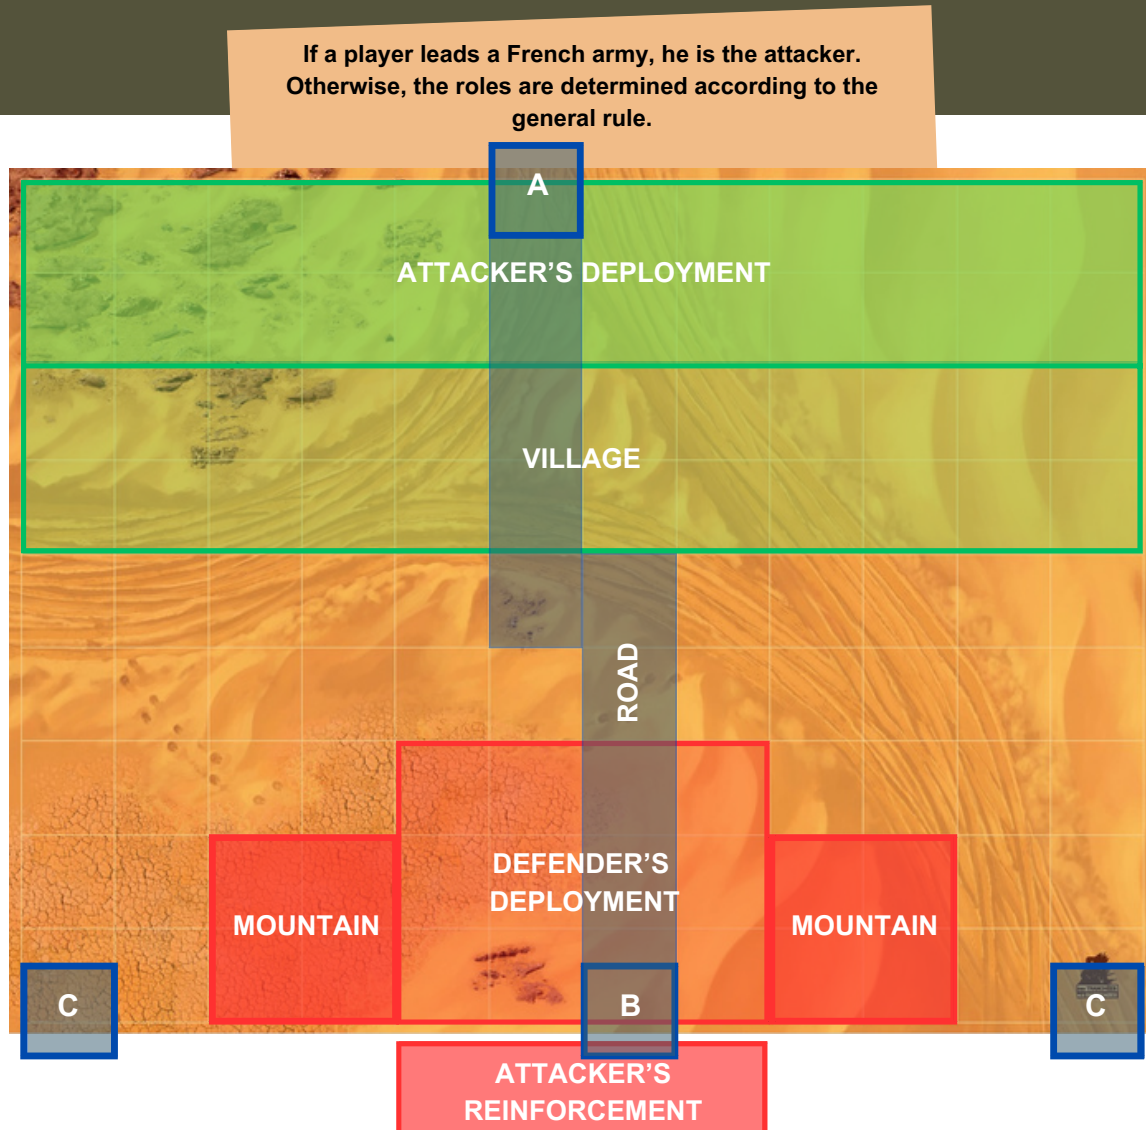 If a player leads a French army, he is the attacker.
Otherwise, the roles are determined according to the
general rule.
A
ATTACKER'S DEPLOYMENT
VILLAGE
ROAD
DEFENDER'S
DEPLOYMENT
MOUNTAIN
MOUNTAIN
C
B
C
ATTACKER'S
REINFORCEMENT